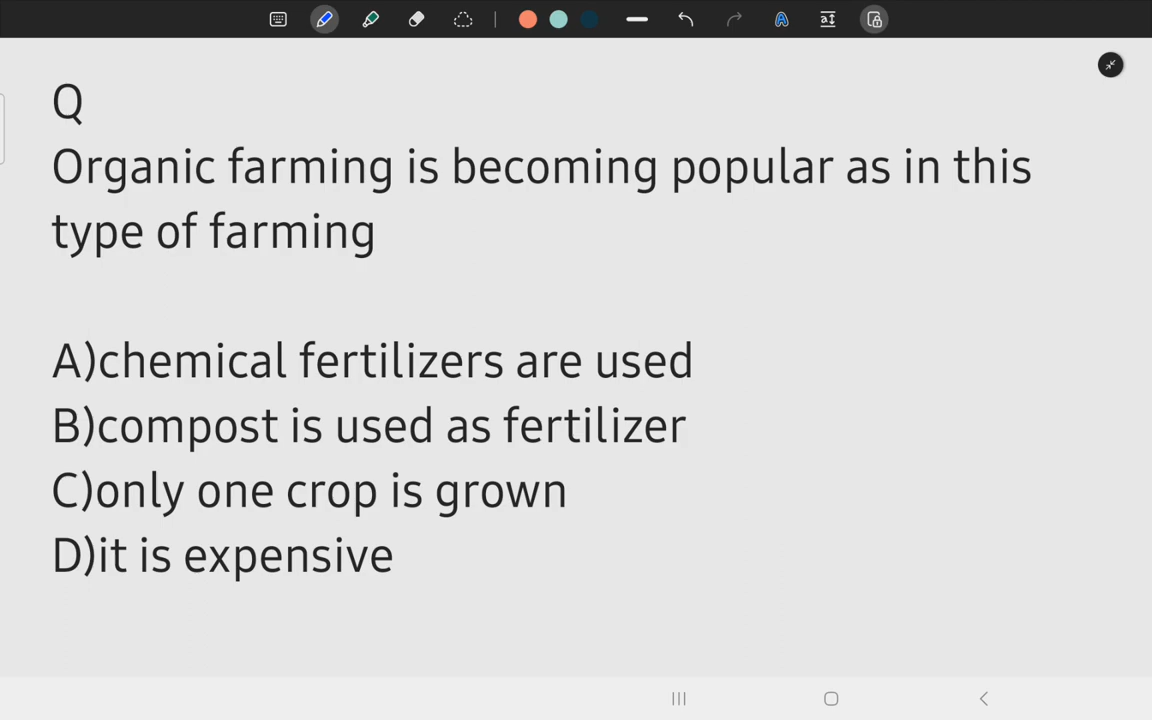 Q
Organic farming is becoming popular as in this
type of farming
A)chemical fertilizers are used
B)compost is used as fertilizer
C)only one crop is grown
D)it is expensive